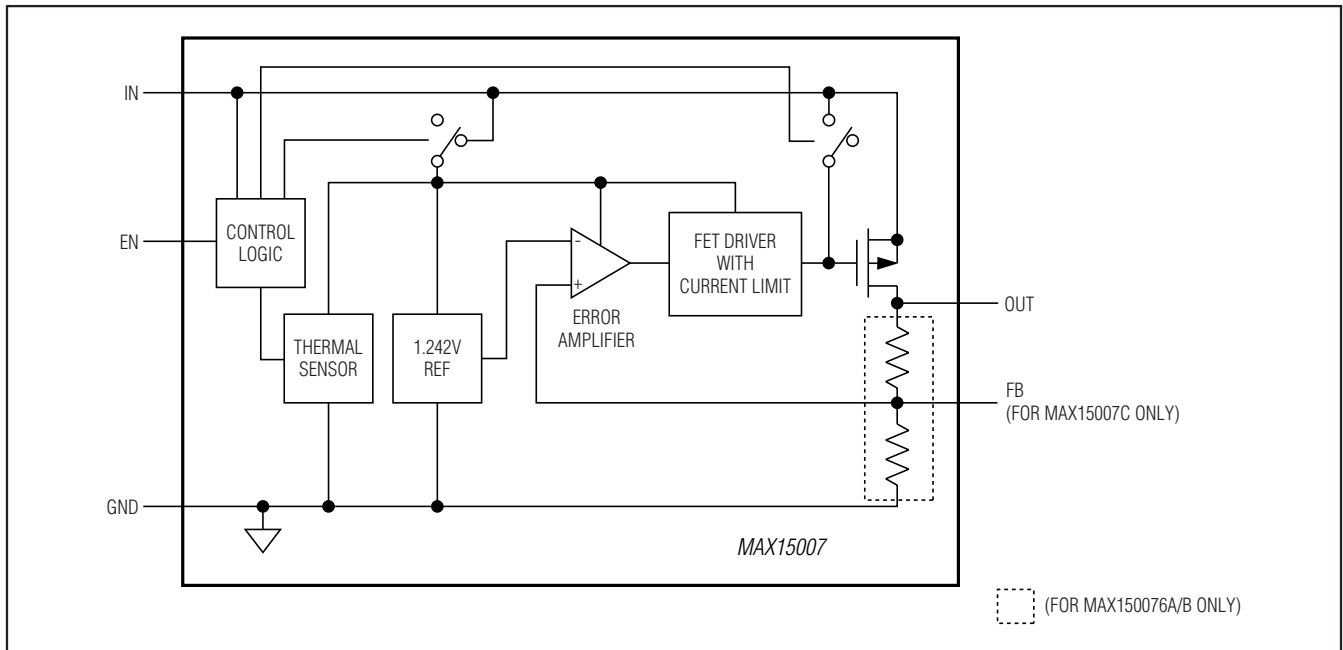 IN
EN
CONTROL
LOGIC
THERMAL
SENSOR
1.242V
REF
-
+
ERROR
AMPLIFIER
FET DRIVER
WITH
CURRENT LIMIT
OUT
FB
(FOR MAX15007C ONLY)
GND
MAX15007
(FOR MAX150076A/B ONLY)